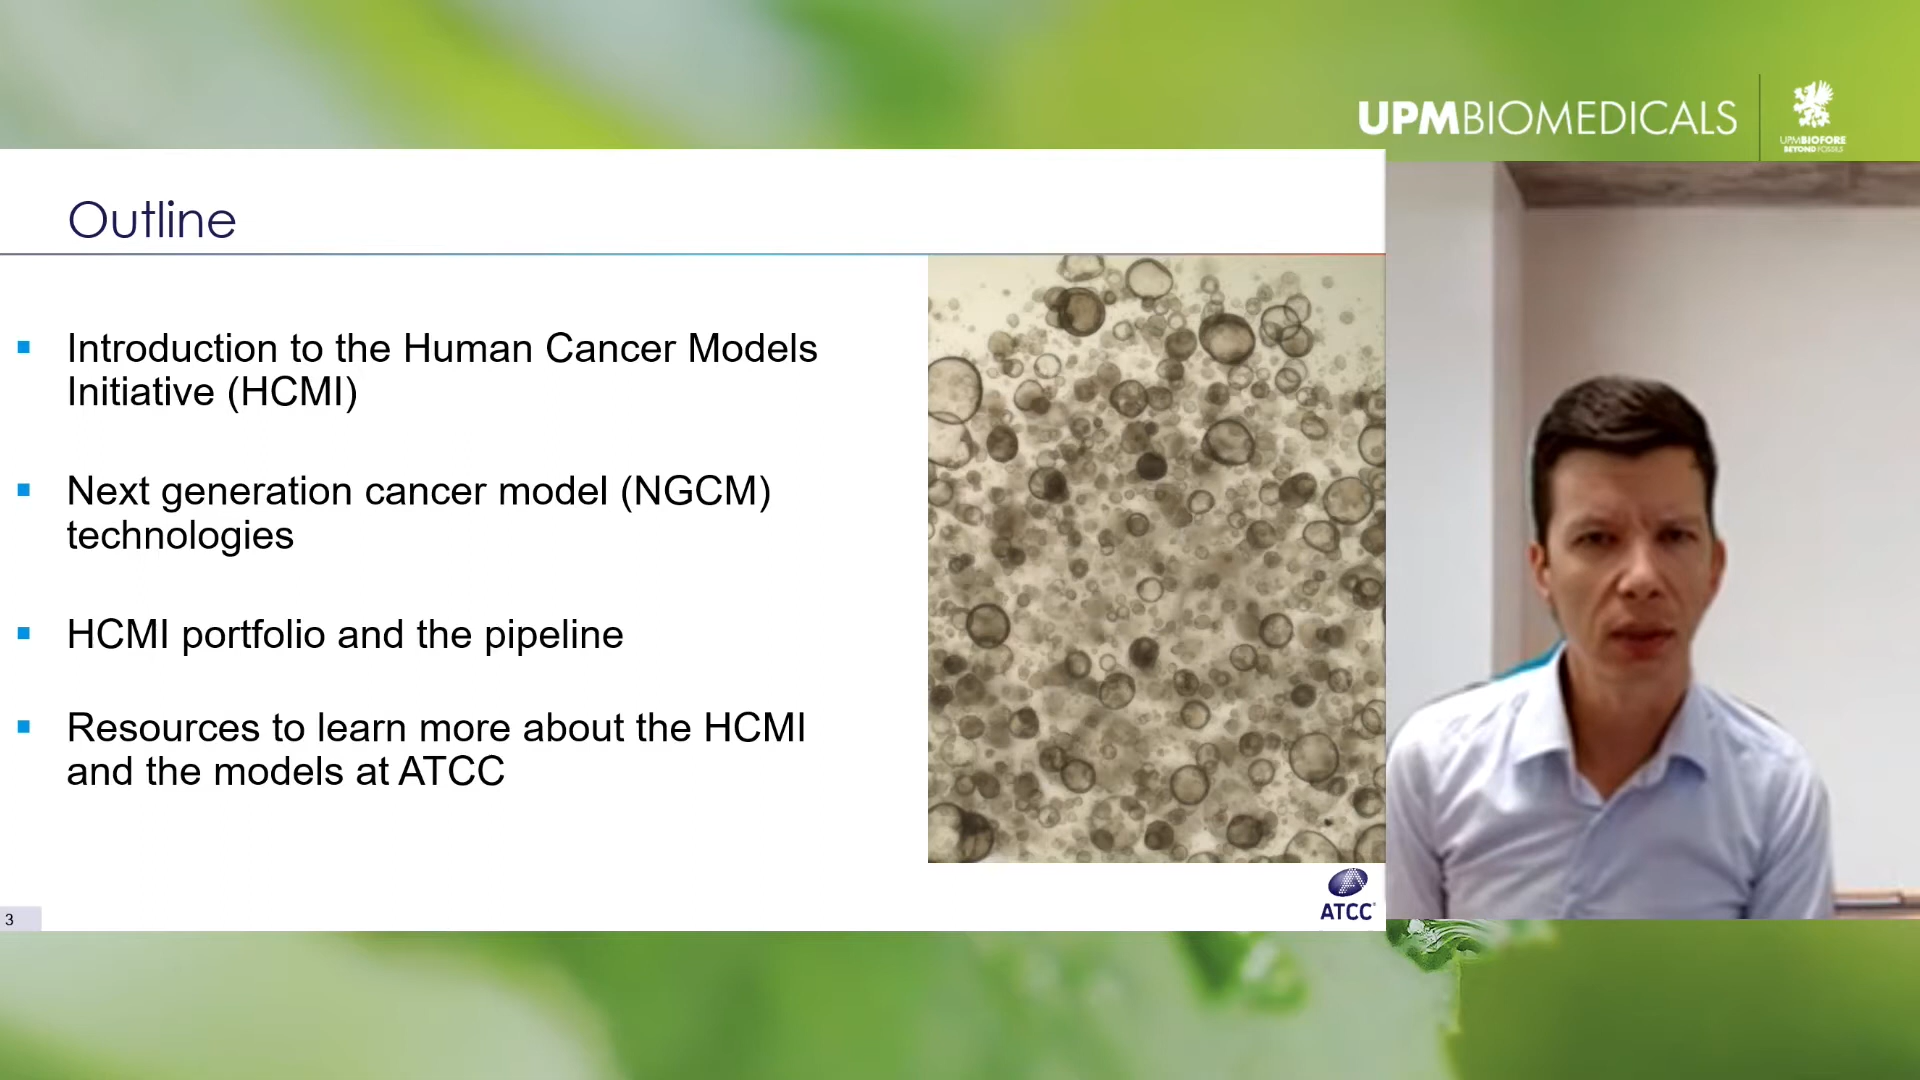 UPMBIOMEDICALS
UPMBIOFORE
BEYOND FOSSILS
Outline
Introduction to the Human Cancer Models
Initiative (HCMI)
Next generation cancer model (NGCM)
technologies
HCMI portfolio and the pipeline
Resources to learn more about the HCMI
and the models at ATCC
ATCC®
3